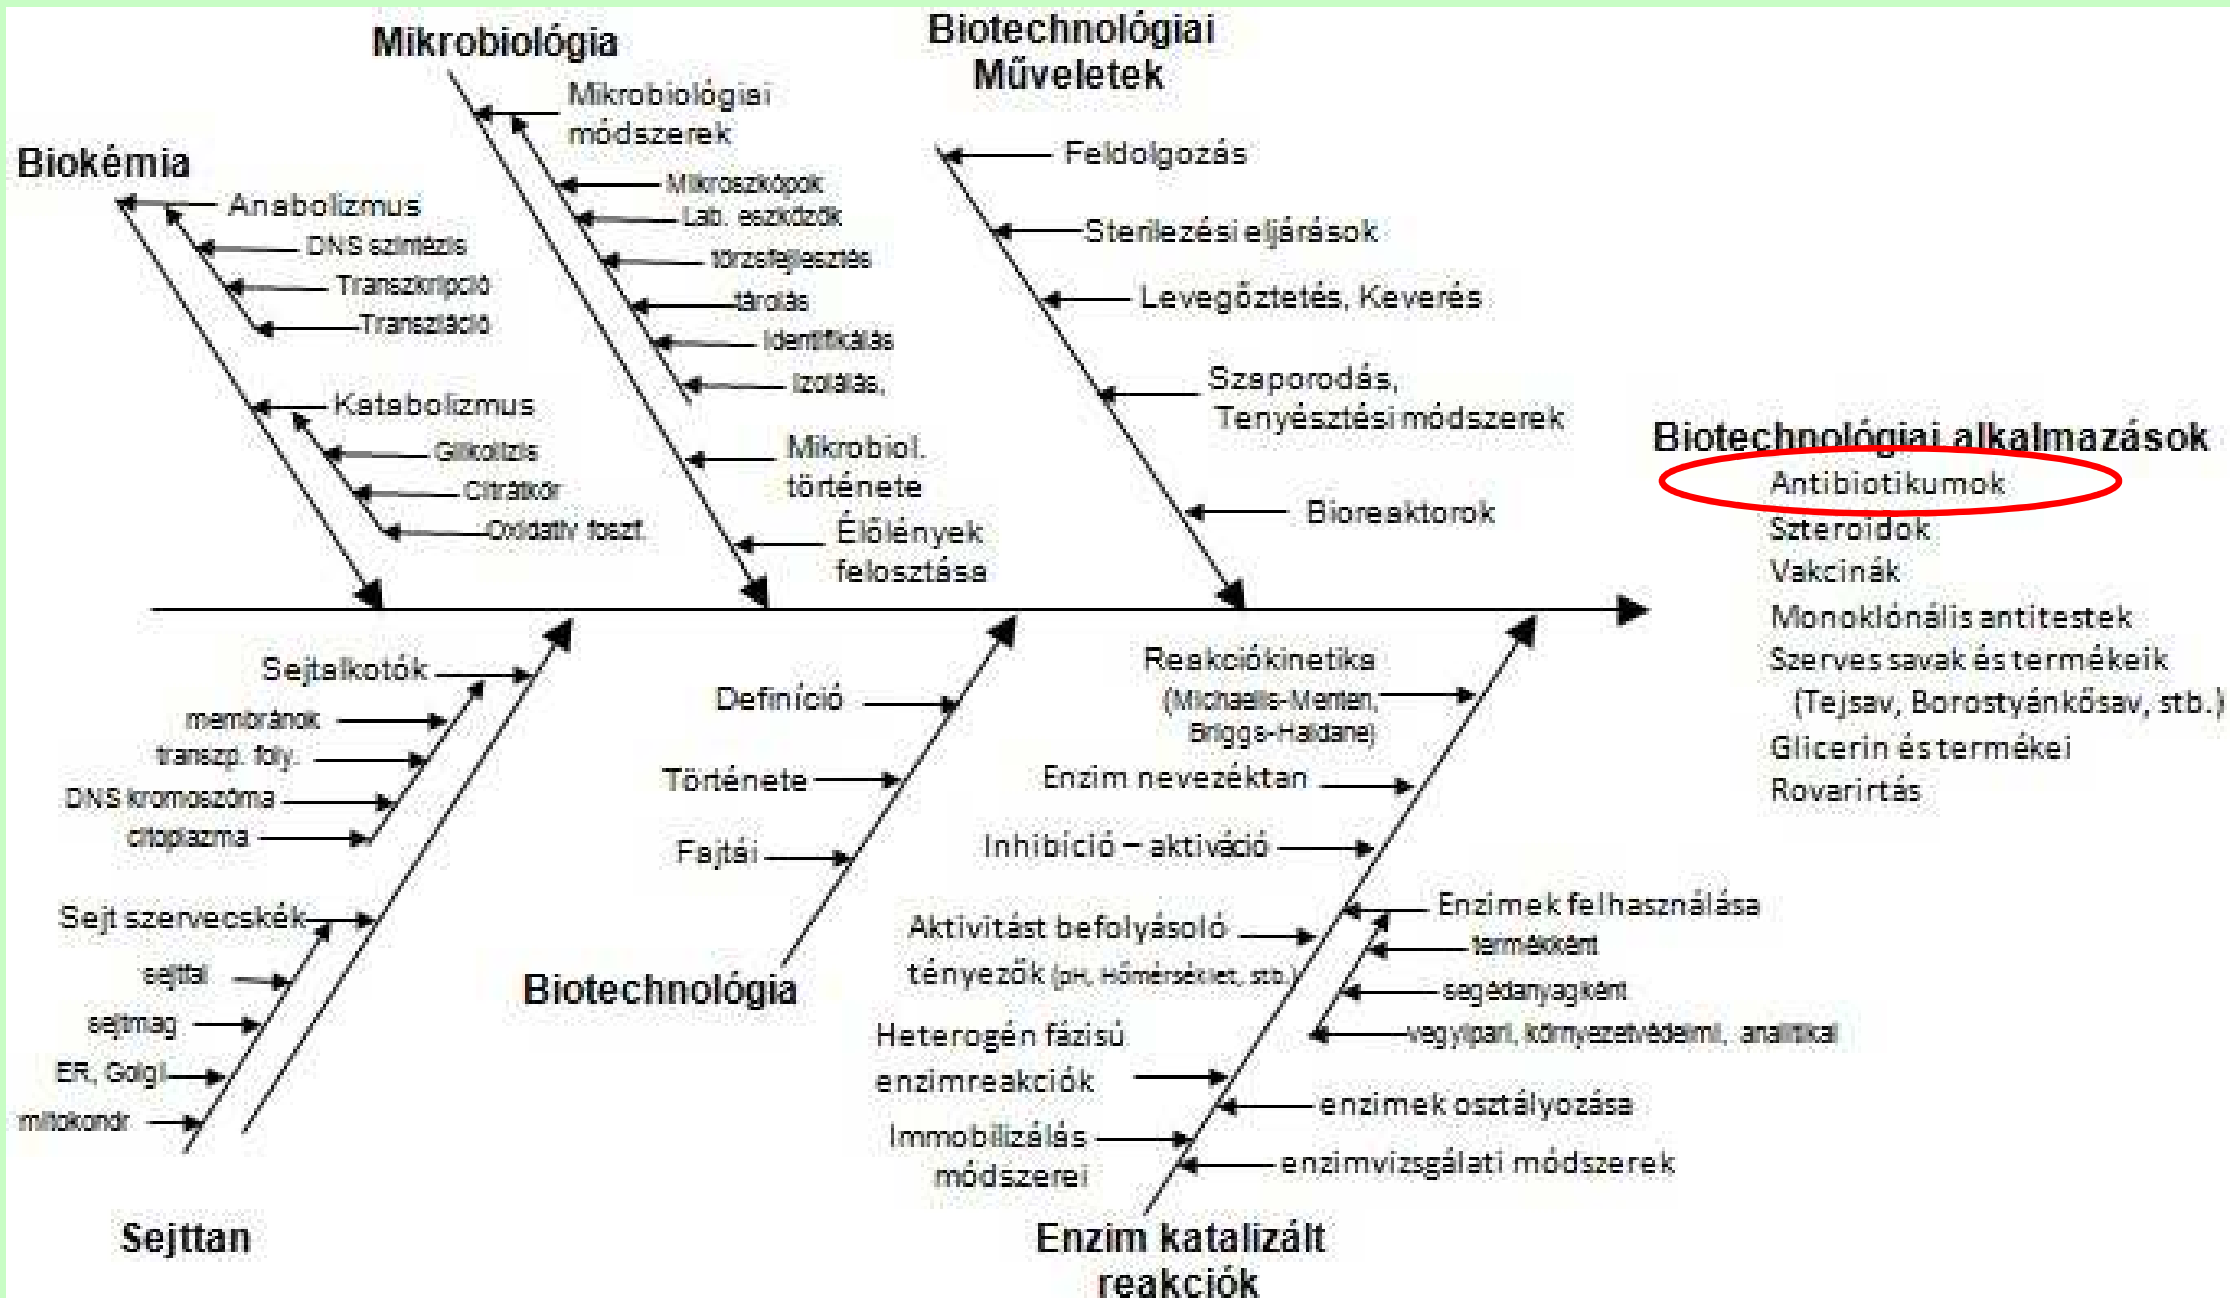 Mikrobiológia
Mikrobiológiai
módszerek
Mikroszkópok
Lab. eszközök
törzsfejlesztés
tárolás
Identifikálás
Izolálás,
Mikrobiol.
története
Élőlények
felosztása
Biotechnológiai
Műveletek
Feldolgozás
Sterilezési eljárások
Levegőztetés, Keverés
Szaporodás,
Tenyésztési módszerek
Bioreaktorok
Biokémia
Anabolizmus
DNS szintézis
Transzkripció
Transzláció
Katabolizmus
Glikolízis
Citrátkör
Oxidatív foszf.
Biotechnológiai alkalmazások
Antibiotikumok
Szteroidok
Vakcinák
Monoklónális antitestek
Szerves savak és termékeik
(Tejsav, Borostyánkősav, stb.)
Glicerin és termékei
Rovarirtás
Sejtalkotók
membránok
transzp. foly.
DNS kromoszóma
citoplazma
Sejt szervecskék
sejtfal
sejtmag
ER, Golgi
mitokondr
Sejttan
Definíció
Története
Fajtái
Biotechnológia
Reakciókinetika
(Michaelis-Menten,
Briggs-Haldane)
Enzim nevezéktan
Inhibíció – aktiváció
Aktivitást befolyásoló
tényezők (pH, Hőmérséklet, stb.)
Heterogén fázisú
enzimreakciók
Immobilizálás
módszerei
Enzimek felhasználása
termékként
segédanyagként
vegyipari, környezetvédelmi, analitikai
enzimek osztályozása
enzimvizsgálati módszerek
Enzim katalizált
reakciók